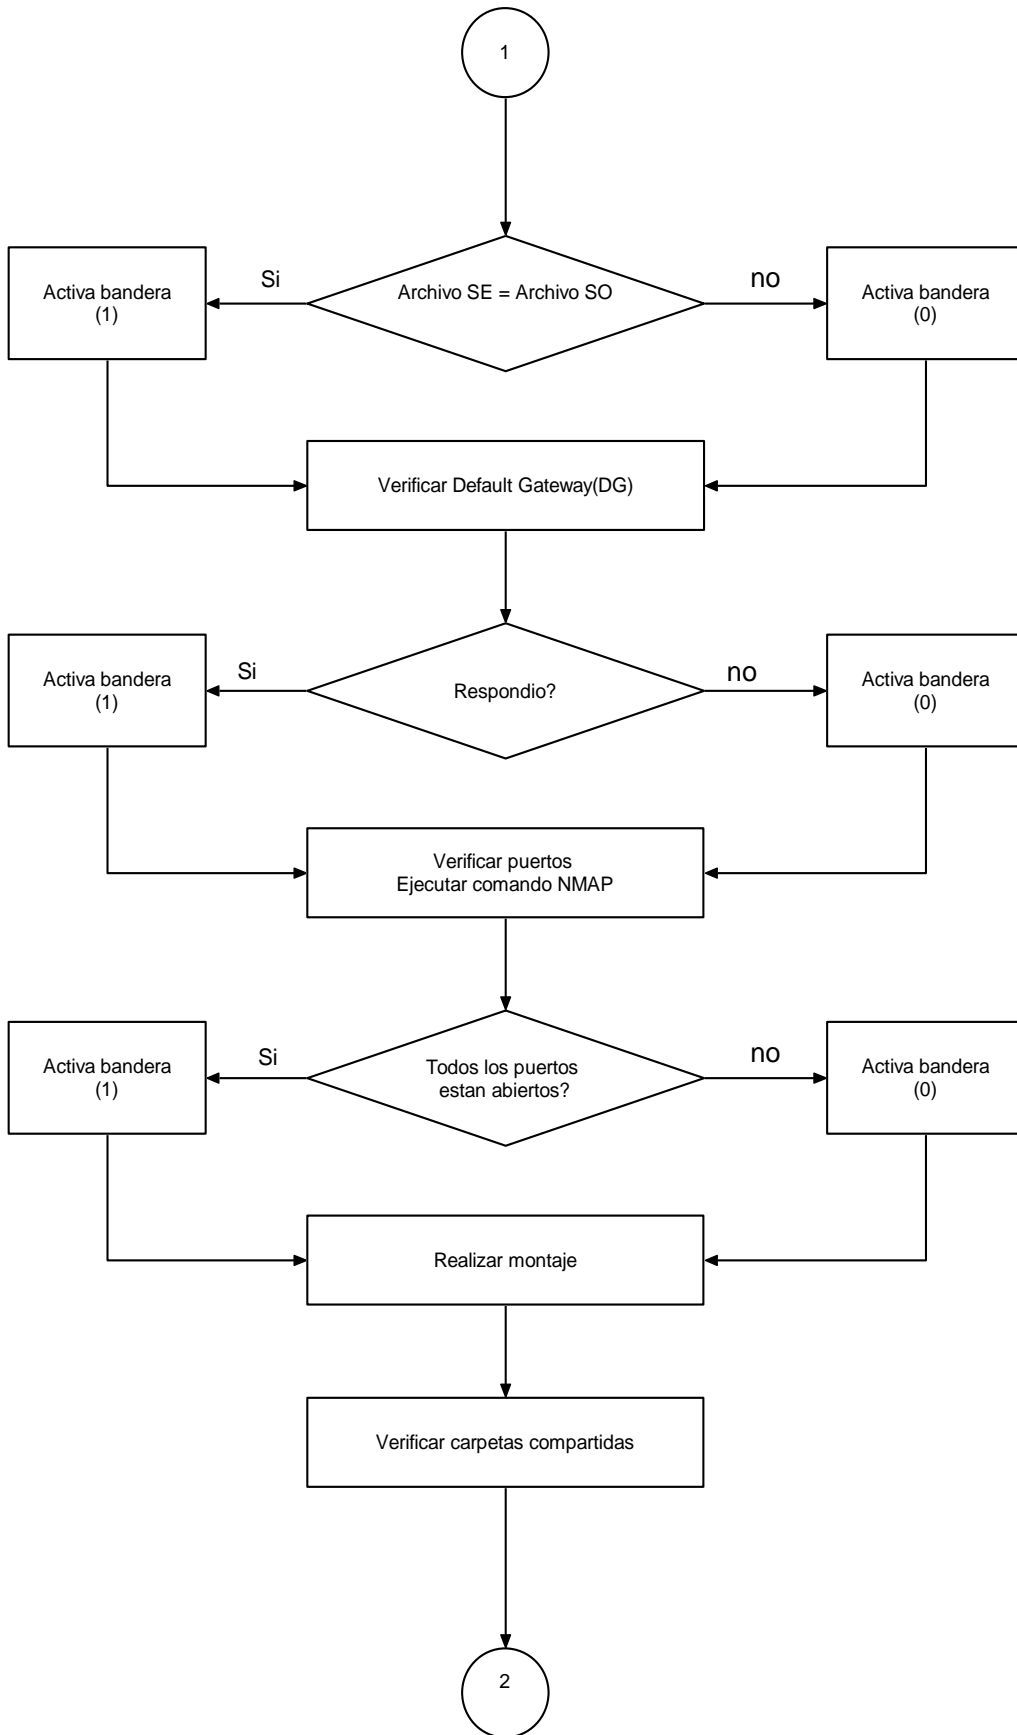 1
Si
no
Activa bandera
(1)
Archivo SE = Archivo SO
Activa bandera
(0)
Verificar Default Gateway(DG)
Si
no
Activa bandera
(1)
Respondio?
Activa bandera
(0)
Verificar puertos
Ejecutar comando NMAP
Si
no
Activa bandera
(1)
Todos los puertos
estan abiertos?
Activa bandera
(0)
Realizar montaje
Verificar carpetas compartidas
2